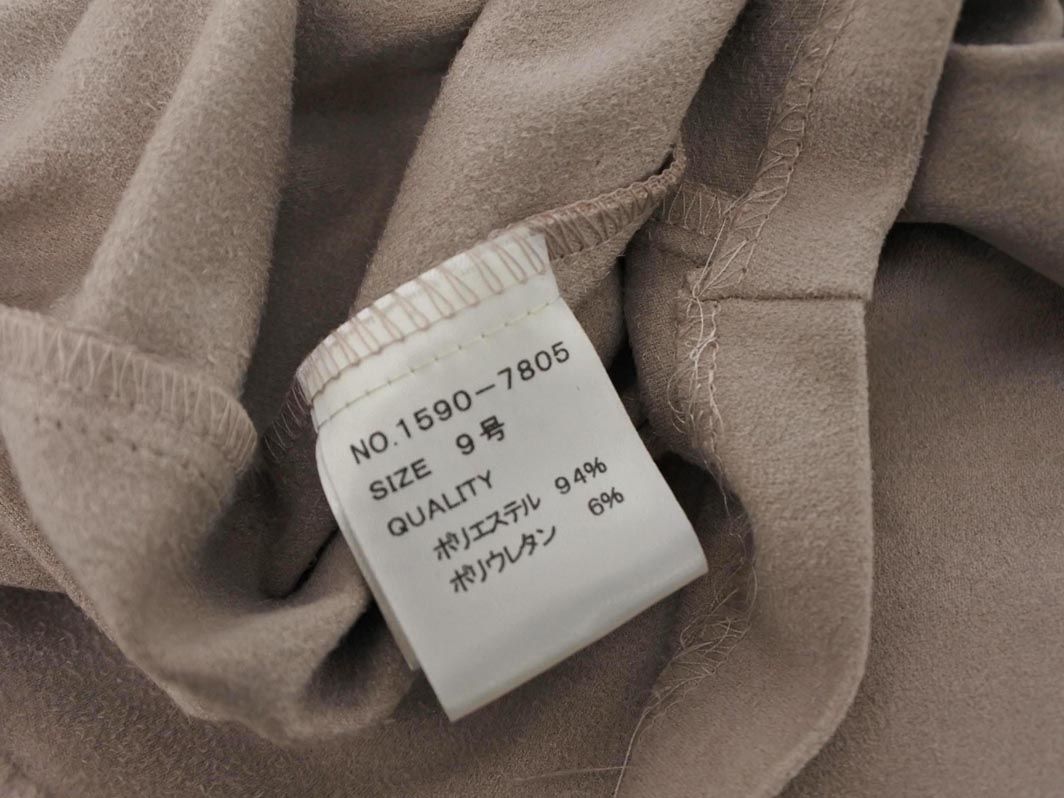 NO.1590-7805
SIZE 9号
QUALITY
ポリエステル 94%
ポリウレタン 6%